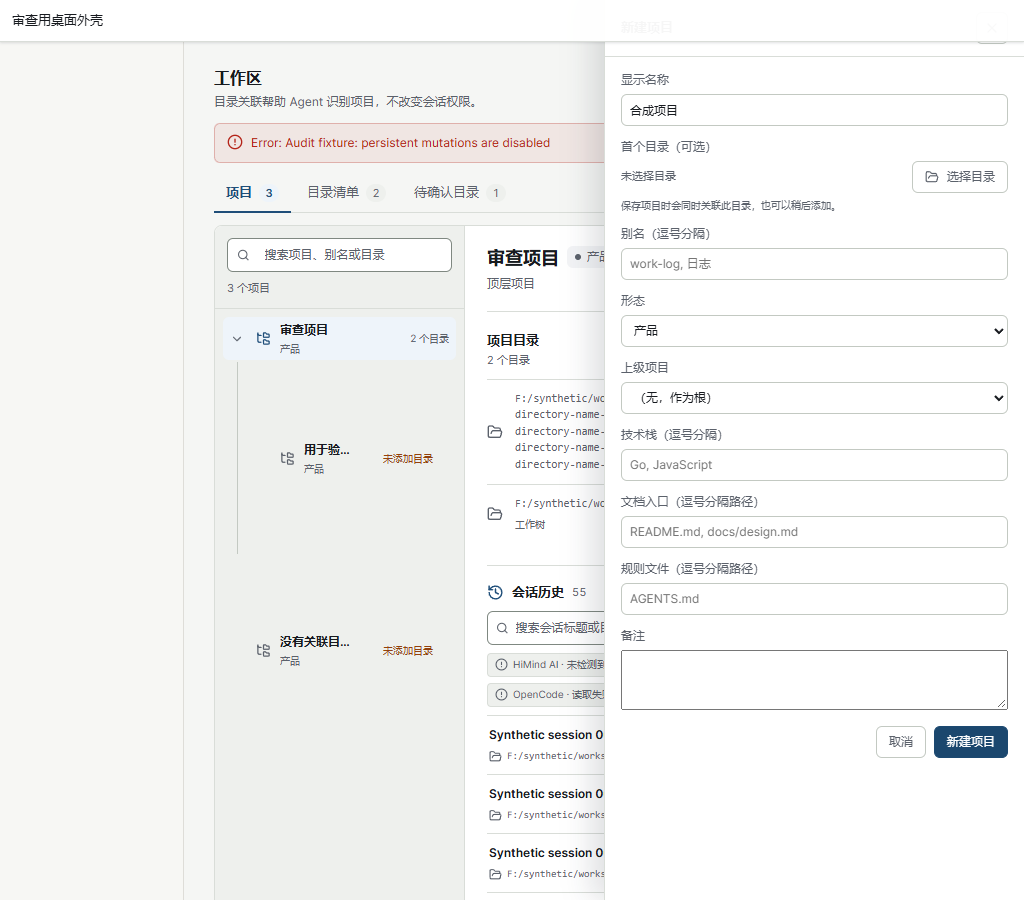 审查用桌面外壳
工作区
目录关联帮助 Agent 识别项目，不改变会话权限。
Error: Audit fixture: persistent mutations are disabled
项目 3
目录清单 2
待确认目录 1
搜索项目、别名或目录
3 个项目
审查项目
产品
2 个目录
用于验...
产品
未添加目录
没有关联目...
产品
未添加目录
审查项目
产品
顶层项目
项目目录
2 个目录
F:/synthetic/wo
directory-name-
directory-name-
directory-name-
directory-name-
F:/synthetic/wo
工作树
会话历史 55
搜索会话标题或目
HiMind AI · 未检测到
OpenCode · 读取失
Synthetic session 0
F:/synthetic/works
Synthetic session 0
F:/synthetic/works
Synthetic session 0
F:/synthetic/works
新建项目
显示名称
合成项目
首个目录（可选）
未选择目录
选择目录
保存项目时会同时关联此目录，也可以稍后添加。
别名（逗号分隔）
work-log, 日志
形态
产品
上级项目
（无，作为根）
技术栈（逗号分隔）
Go, JavaScript
文档入口（逗号分隔路径）
README.md, docs/design.md
规则文件（逗号分隔路径）
AGENTS.md
备注
取消
新建项目